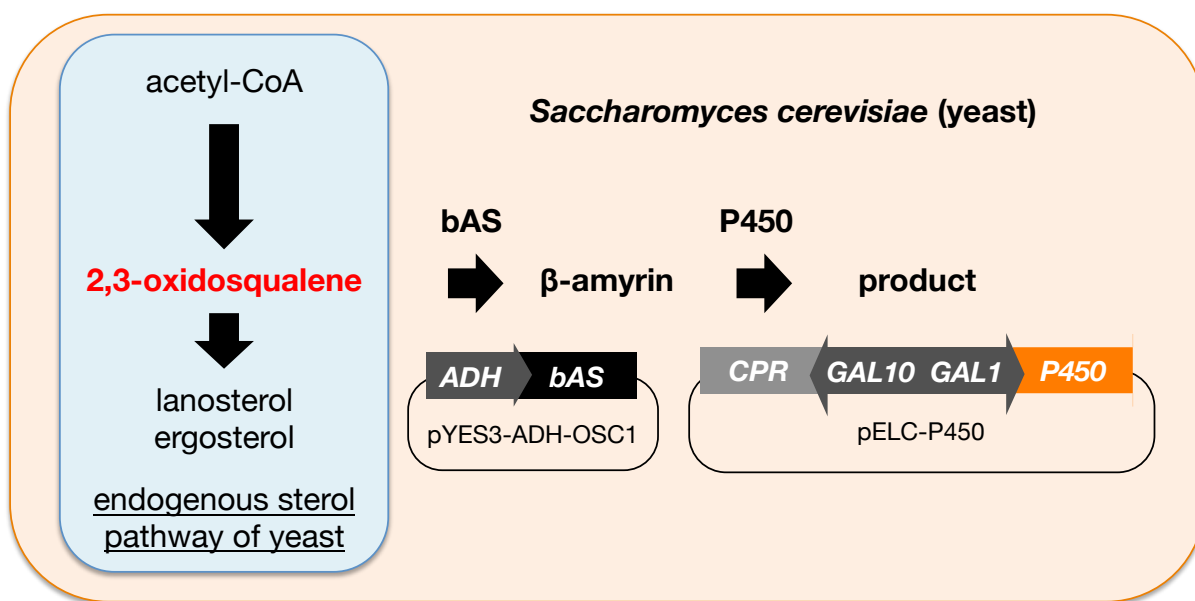 acetyl-CoA
Saccharomyces cerevisiae (yeast)
bAS
P450
2,3-oxidosqualene
β-amyrin
product
ADH
bAS
CPR
GAL10
GAL1
P450
lanosterol
ergosterol
pYES3-ADH-OSC1
pELC-P450
endogenous sterol
pathway of yeast